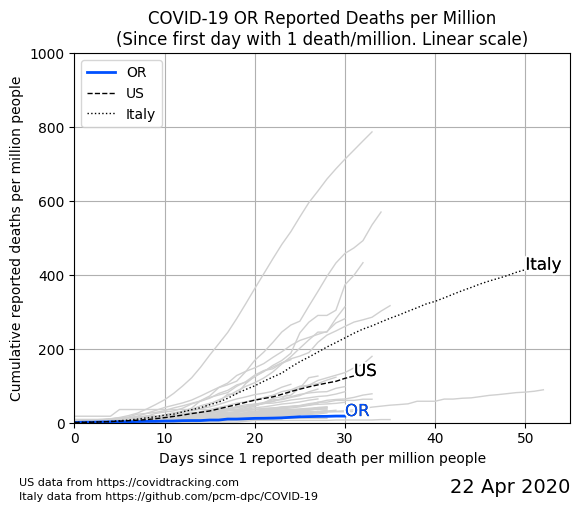 COVID-19 OR Reported Deaths per Million
(Since first day with 1 death/million. Linear scale)
Cumulative reported deaths per million people
1000
800
600
400
200
0
OR
US
Italy
Italy
US
OR
0 10 20 30 40 50
Days since 1 reported death per million people
US data from https://covidtracking.com
Italy data from https://github.com/pcm-dpc/COVID-19
22 Apr 2020